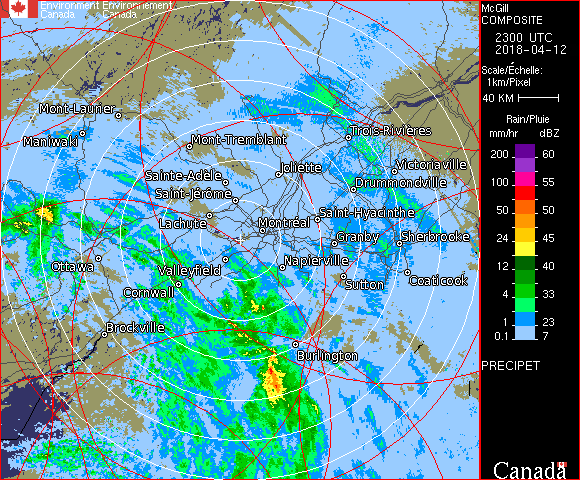 Environment Environnement
Canada Canada
McGill
COMPOSITE
2300 UTC
2018-04-12
Scale/Échelle:
1km/Pixel
40 KM
Rain/Pluie
mm/hr dBZ
200 60
100 55
50 50
24 45
12 40
4 33
1 23
0.1 7
PRECIPET
Canada
Mont-Laurier
Maniwaki
Mont-Tremblant
Trois-Rivières
Joliette
Victoriaville
Sainte-Adèle
Drummondville
Saint-Jérôme
Saint-Hyacinthe
Lachute
Montréal
Granby
Sherbrooke
Ottawa
Valleyfield
Napierville
Cornwall
Sutton
Coaticook
Brockville
Burlington